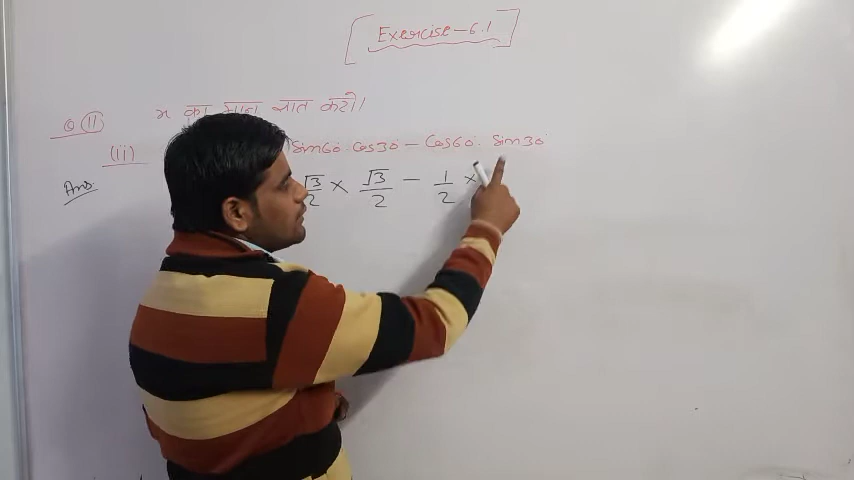 [Exercise-6.1]
Q (11) x का मान ज्ञात करो।
(ii) sin60° cos30° - cos60°. sin30°
Ans. √3/2 × √3/2 - 1/2 ×